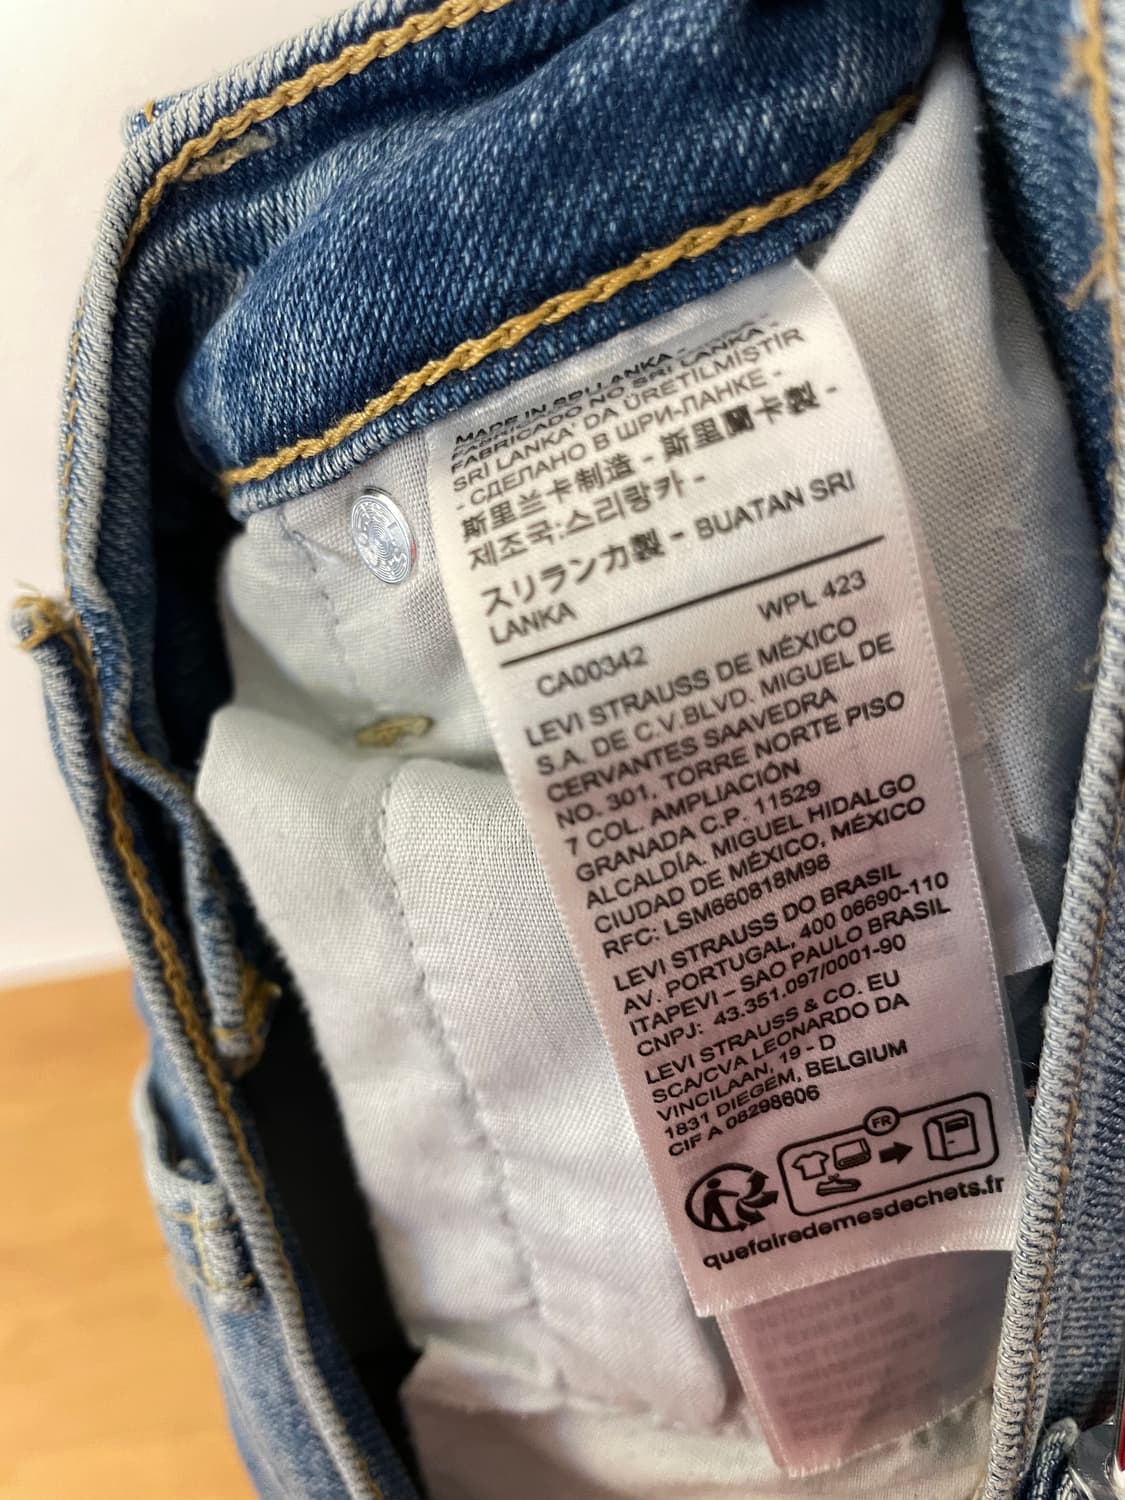 MADE IN SRI LANKA -
FABRICADO NO SRI LANKA -
SRI LANKA' DA ÜRETİLMİŞTİR
- СДЕЛАНО В ШРИ-ЛАНКЕ -
斯里兰卡制造 - 斯里蘭卡製 -
제조국:스리랑카 -
スリランカ製 - BUATAN SRI
LANKA
WPL 423
CA00342
LEVI STRAUSS DE MÉXICO
S.A. DE C.V.BLVD. MIGUEL DE
CERVANTES SAAVEDRA
NO. 301, TORRE NORTE PISO
7 COL. AMPLIACIÓN
GRANADA C.P. 11529
ALCALDÍA. MIGUEL HIDALGO
CIUDAD DE MÉXICO, MÉXICO
RFC: LSM660818M98
LEVI STRAUSS DO BRASIL
AV. PORTUGAL, 400 06690-110
ITAPEVI – SAO PAULO BRASIL
CNPJ: 43.351.097/0001-90
LEVI STRAUSS & CO. EU
SCA/CVA LEONARDO DA
VINCILAAN, 19 - D
1831 DIEGEM, BELGIUM
CIF A 08298606
FR
quefairedemesdechets.fr